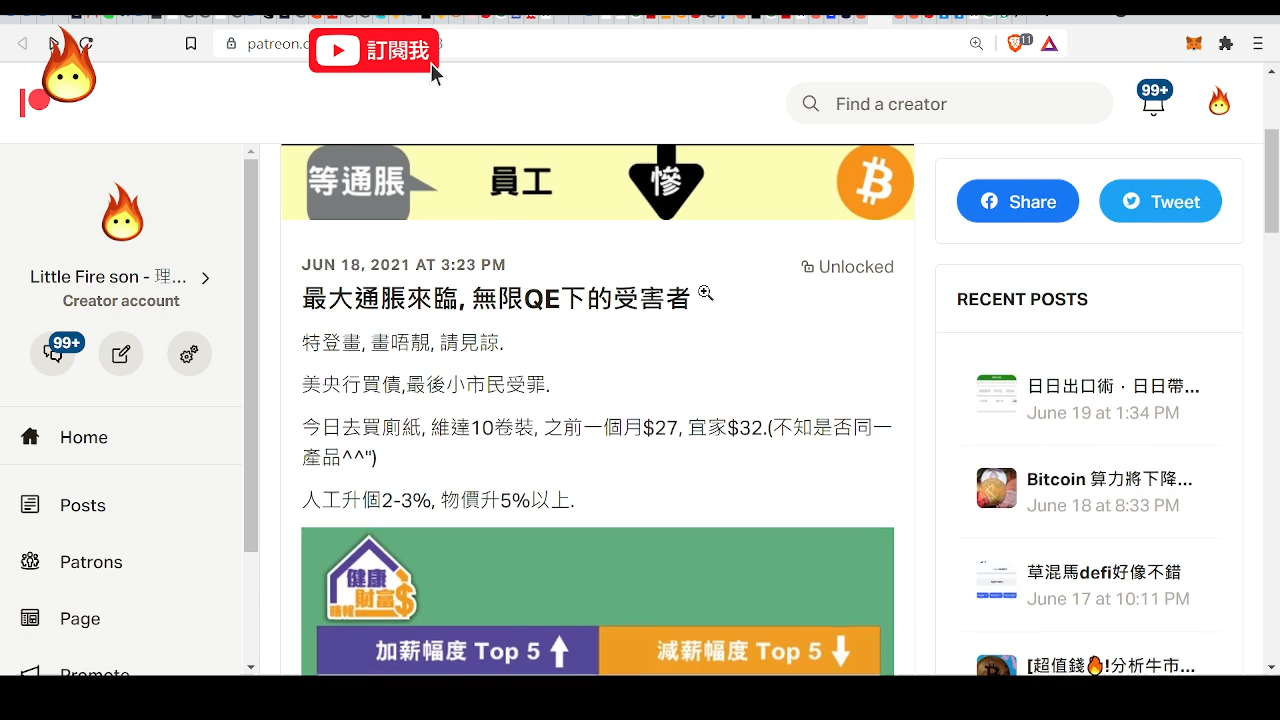 patreon.c
訂閱我
11
Find a creator
99+
等通脹
員工
慘
Share
Tweet
Little Fire son - 理...
Creator account
99+
JUN 18, 2021 AT 3:23 PM
Unlocked
最大通脹來臨, 無限QE下的受害者
特登畫, 畫唔靚, 請見諒.
美央行買債,最後小市民受罪.
今日去買廁紙, 維達10卷裝, 之前一個月$27, 宜家$32.(不知是否同一
產品^^")
人工升個2-3%, 物價升5%以上.
健康
財富
加薪幅度 Top 5
減薪幅度 Top 5
Home
Posts
Patrons
Page
Promote
RECENT POSTS
日日出口術．日日帶...
June 19 at 1:34 PM
Bitcoin 算力將下降...
June 18 at 8:33 PM
草混馬defi好像不錯
June 17 at 10:11 PM
[超值錢🔥!分析牛市...